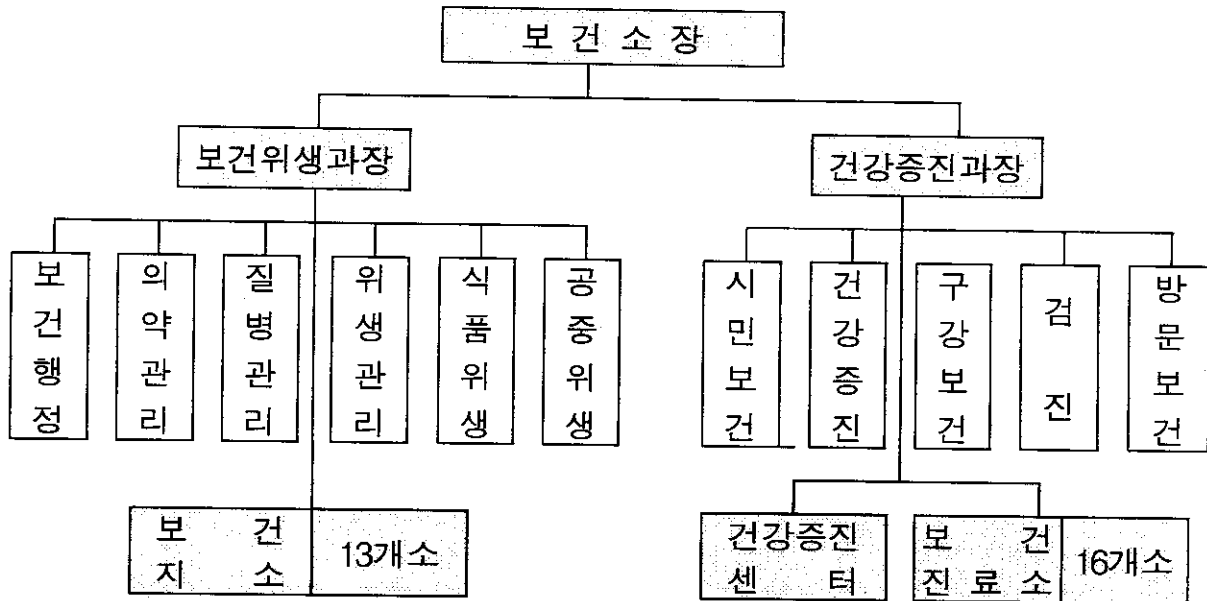 보건소장
보건위생과장
건강증진과장
보건행정
의약관리
질병관리
위생관리
식품위생
공중위생
시민보건
건강증진
구강보건
검진
방문보건
보건
지소
13개소
건강증진
센터
보건
진료소
16개소